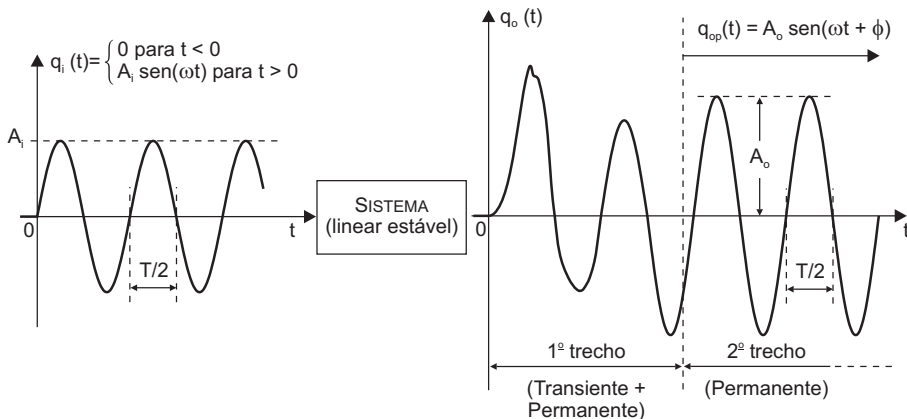 q_i (t)= { 0 para t < 0
A_i sen(ωt) para t > 0
A_i
0
t
T/2
SISTEMA
(linear estável)
q_o (t)
q_op(t) = A_o sen(ωt + ϕ)
A_o
0
t
T/2
1º trecho
(Transiente +
Permanente)
2º trecho
(Permanente)